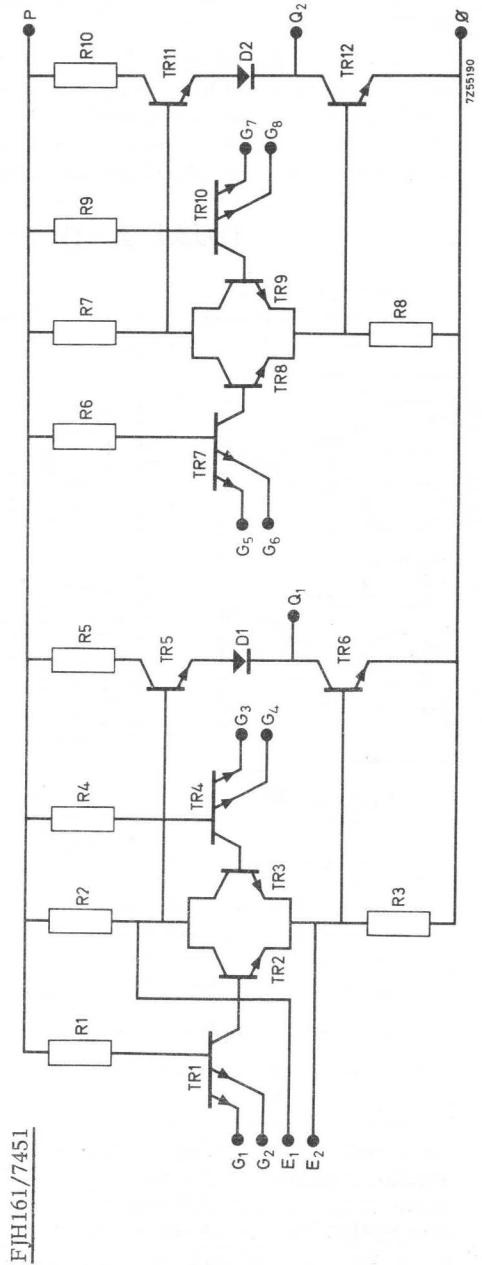 FJH161/7451
P
R1
R2
R4
R5
R6
R7
R9
R10
TR1
TR2
TR3
TR4
TR5
D1
Q₁
TR6
R3
G₁
G₂
E₁
E₂
G₃
G₄
TR7
TR8
TR9
TR10
TR11
D2
Q₂
TR12
R8
G₅
G₆
G₇
G₈
Ø
7Z55190